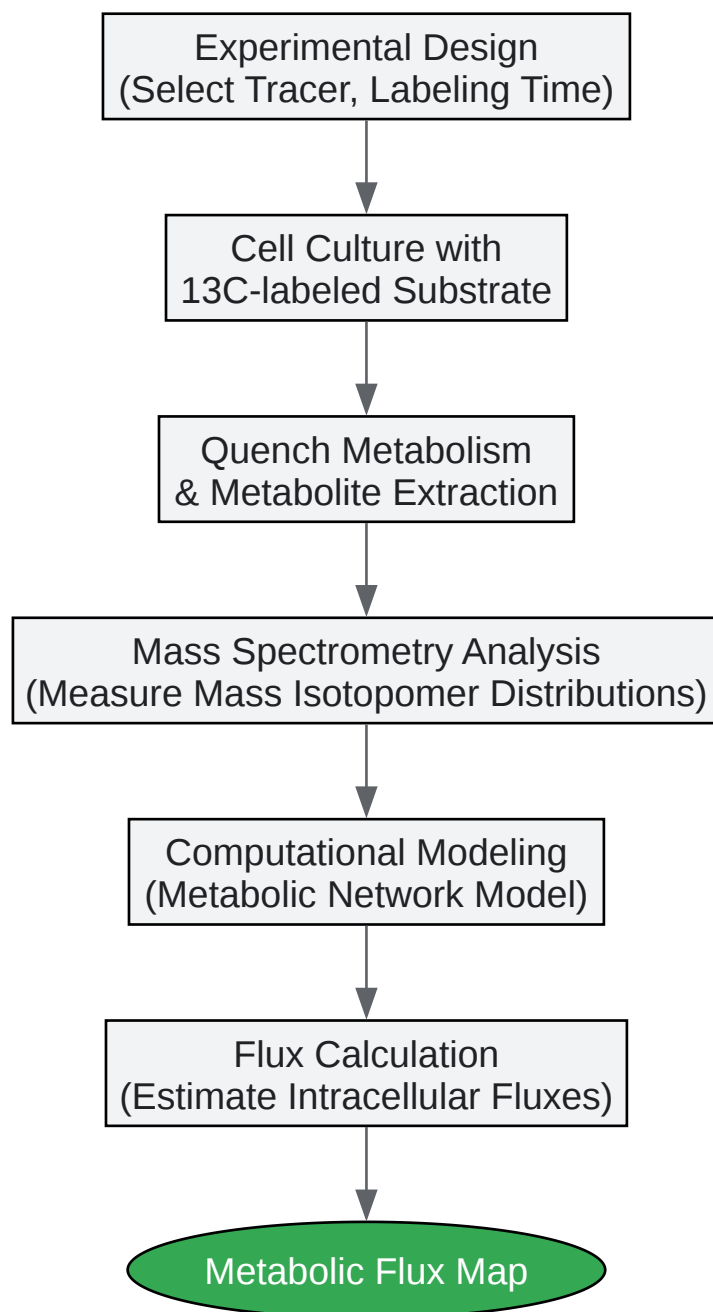 Experimental Design
(Select Tracer, Labeling Time)
Cell Culture with
13C-labeled Substrate
Quench Metabolism
& Metabolite Extraction
Mass Spectrometry Analysis
(Measure Mass Isotopomer Distributions)
Computational Modeling
(Metabolic Network Model)
Flux Calculation
(Estimate Intracellular Fluxes)
Metabolic Flux Map